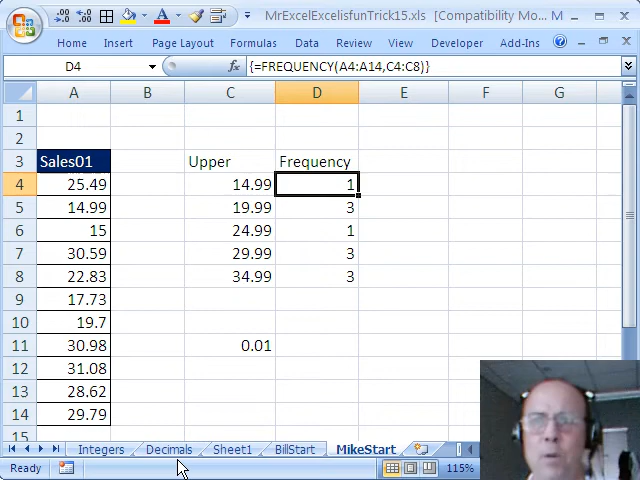 MrExcelExcelisfunTrick15.xls [Compatibility Mo... M
Home Insert Page Layout Formulas Data Review View Developer Add-Ins
D4 {=FREQUENCY(A4:A14,C4:C8)}
A B C D E F G
1
2
3 Sales01 Upper Frequency
4 25.49 14.99 1
5 14.99 19.99 3
6 15 24.99 1
7 30.59 29.99 3
8 22.83 34.99 3
9 17.73
10 19.7
11 30.98 0.01
12 31.08
13 28.62
14 29.79
15
Integers Decimals Sheet1 BillStart MikeStart
Ready 115%